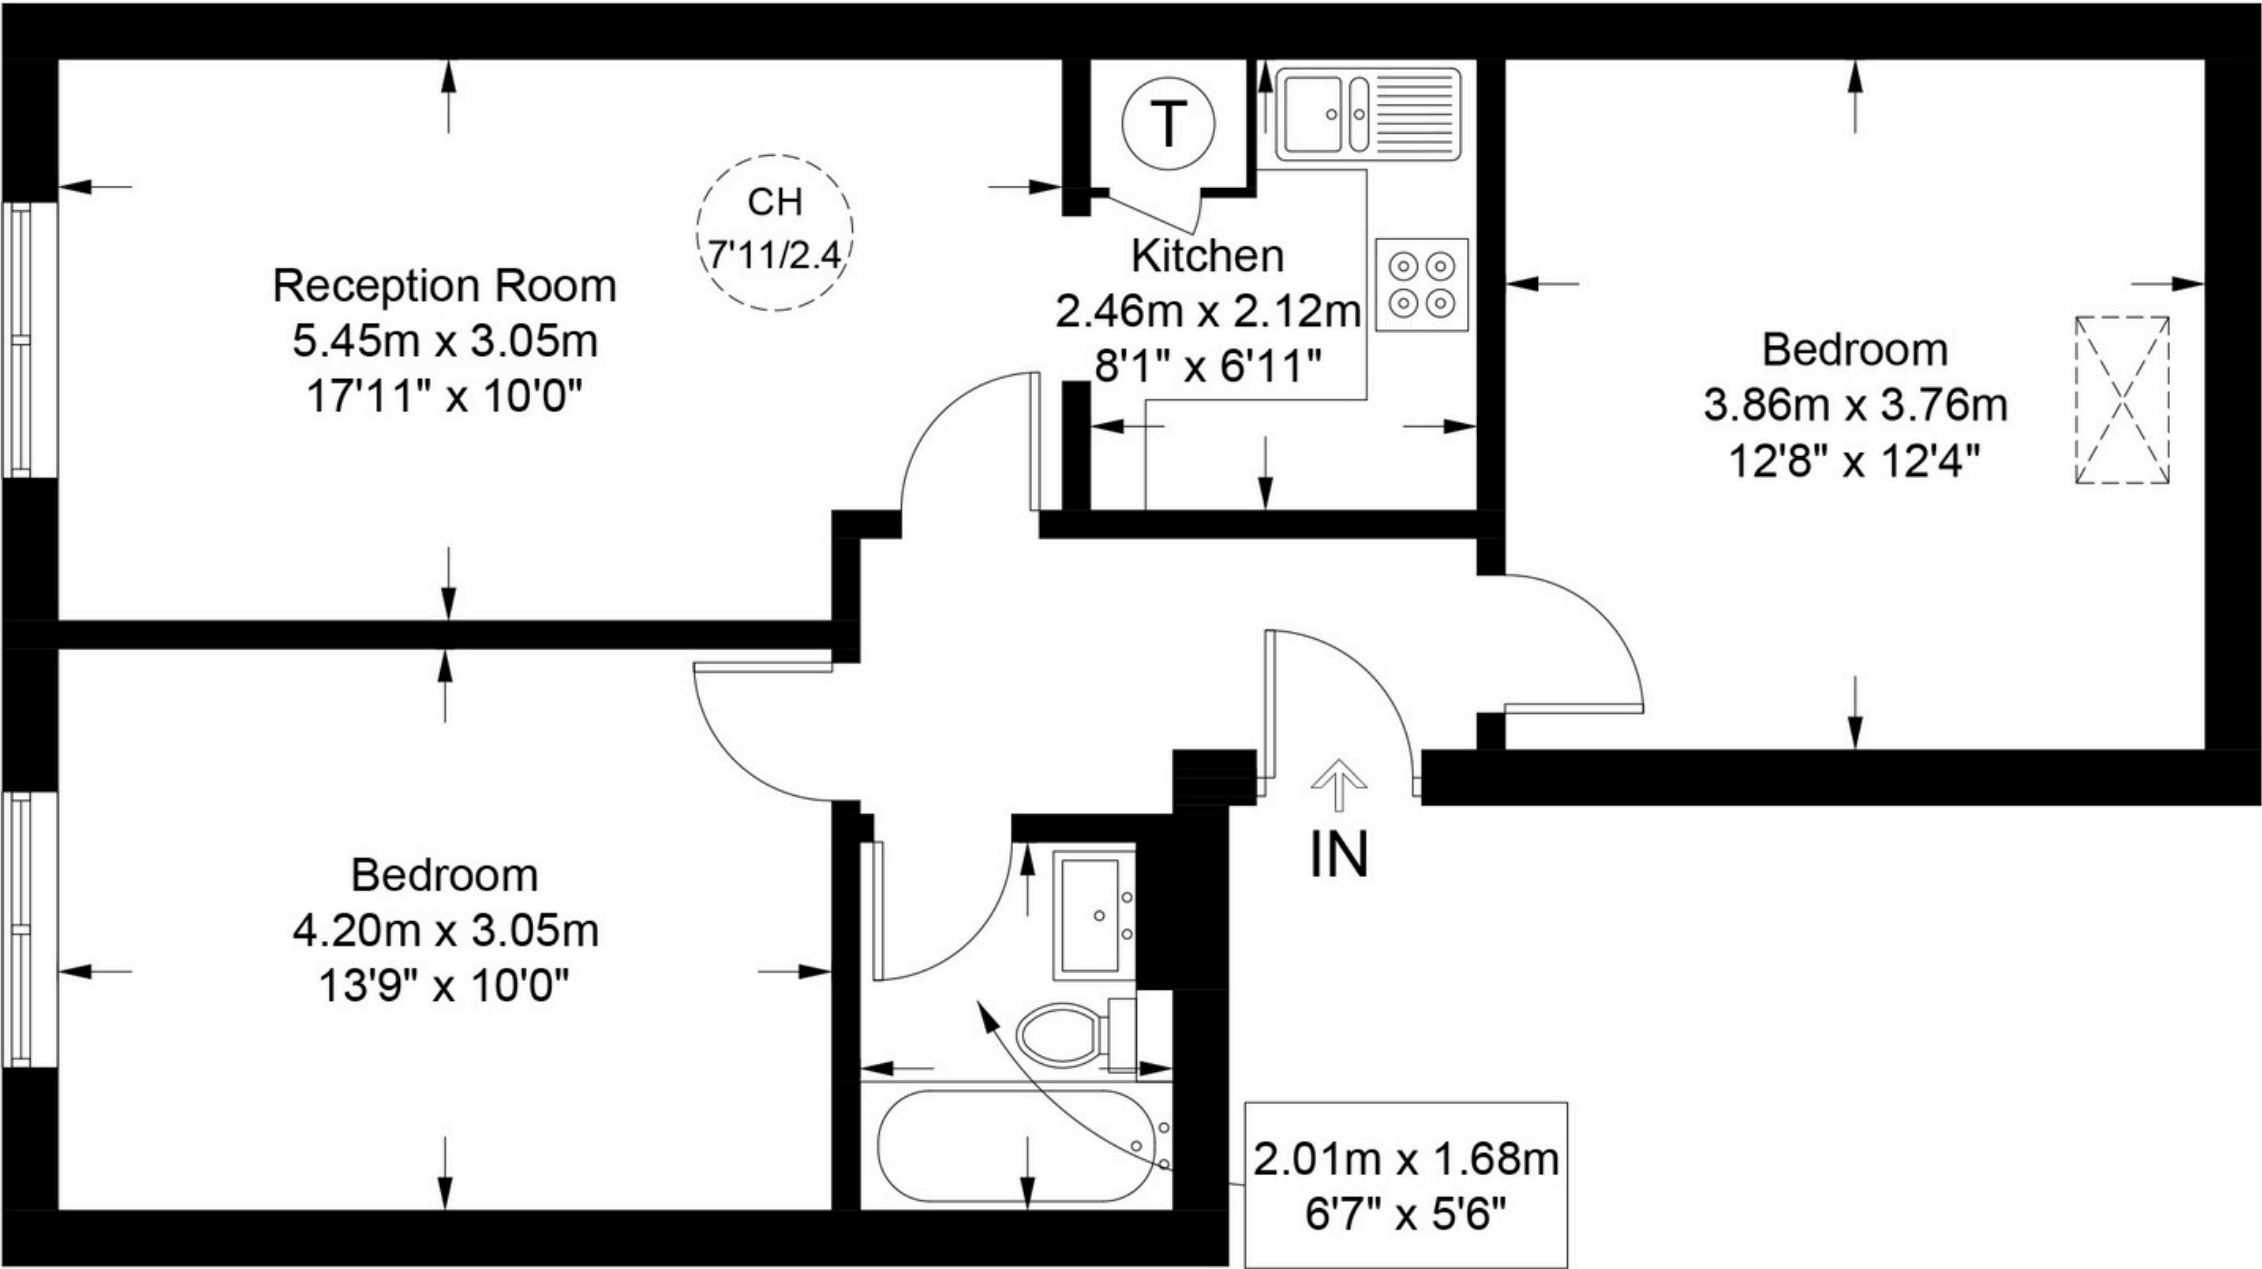 Reception Room
5.45m x 3.05m
17'11" x 10'0"
CH
7'11/2.4
T
Kitchen
2.46m x 2.12m
8'1" x 6'11"
Bedroom
3.86m x 3.76m
12'8" x 12'4"
Bedroom
4.20m x 3.05m
13'9" x 10'0"
IN
2.01m x 1.68m
6'7" x 5'6"